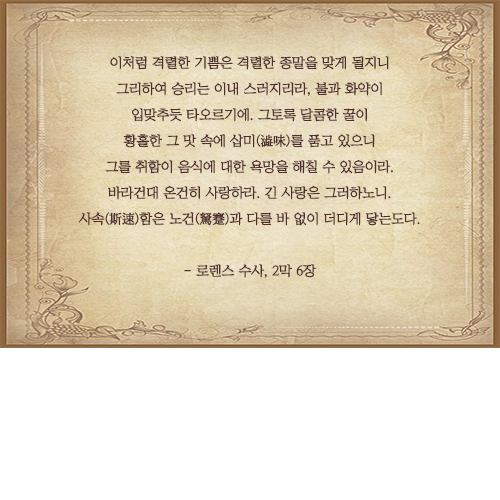 이처럼 격렬한 기쁨은 격렬한 종말을 맞게 될지니
그리하여 승리는 이내 스러지리라, 불과 화약이
입맞추듯 타오르기에. 그토록 달콤한 꿀이
황홀한 그 맛 속에 삽미(澁味)를 품고 있으니
그를 취함이 음식에 대한 욕망을 해칠 수 있음이라.
바라건대 온건히 사랑하라. 긴 사랑은 그러하노니.
사속(斯速)함은 노건(駑蹇)과 다를 바 없이 더디게 닿는도다.
- 로렌스 수사, 2막 6장